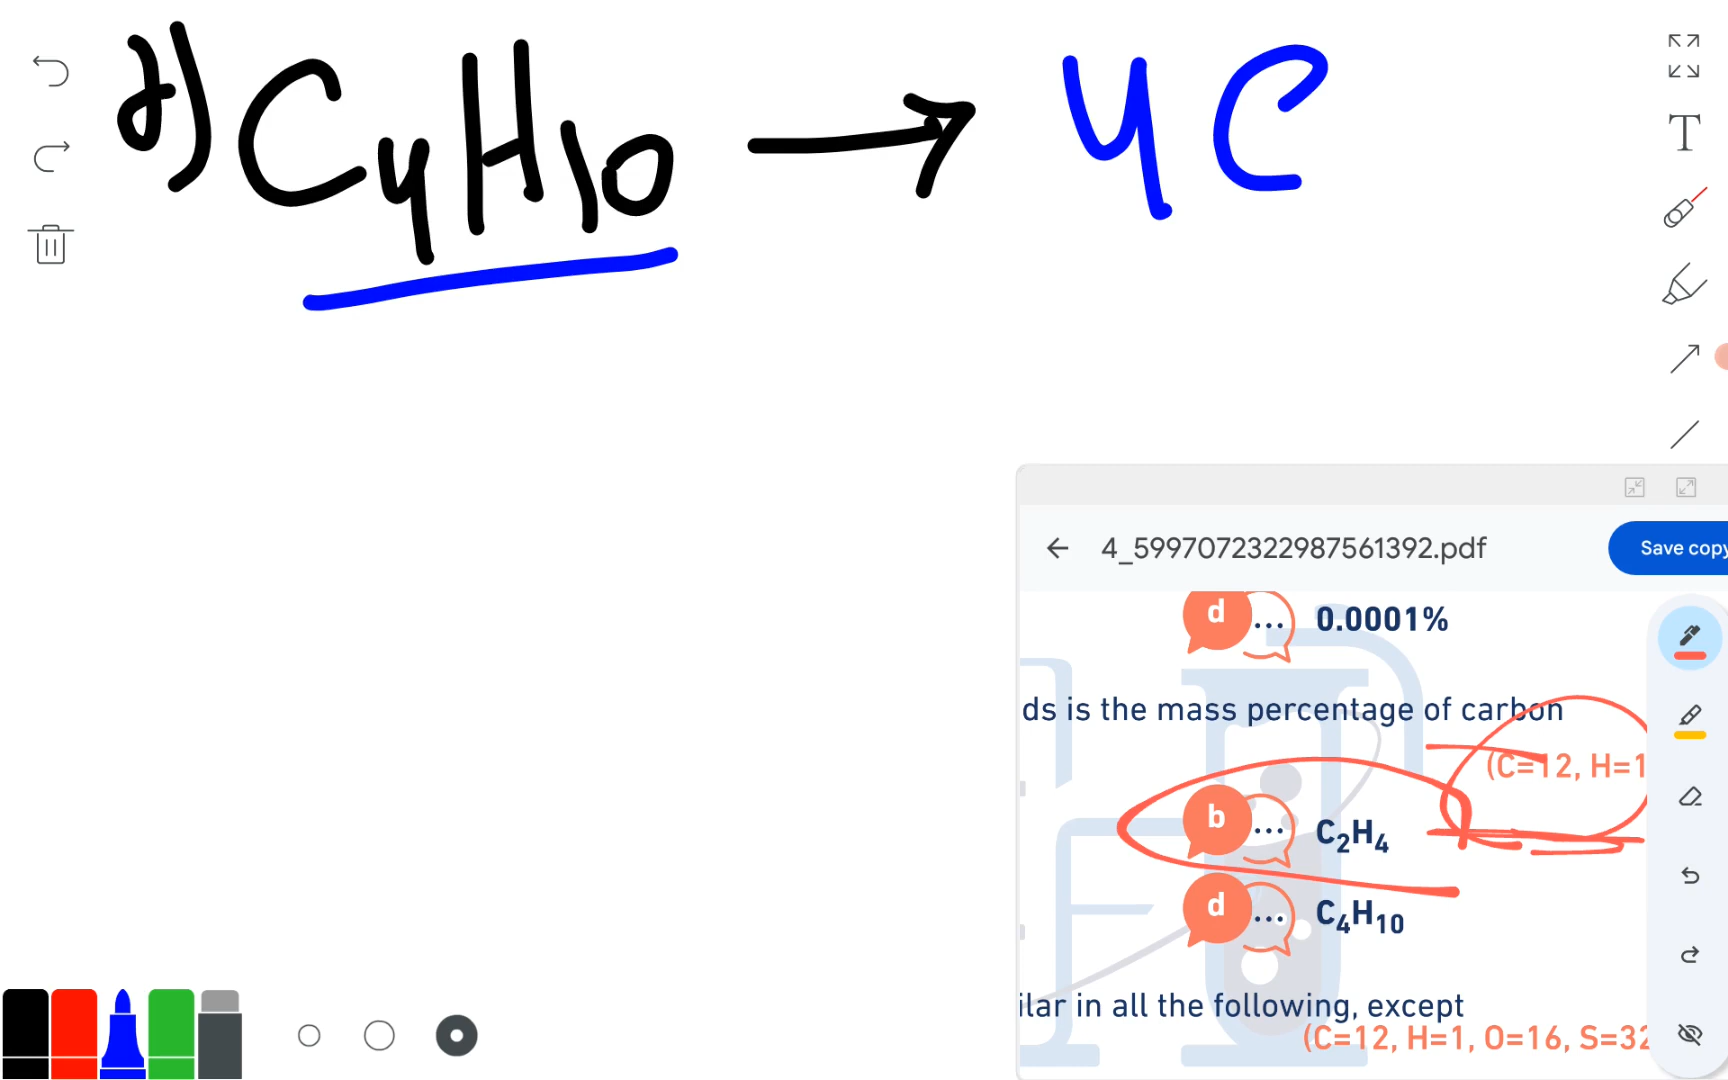 d) C4H10 → 4C
T
4_5997072322987561392.pdf
Save copy
d ... 0.0001%
ds is the mass percentage of carbon
(C=12, H=1
b ... C₂H₄
d ... C₄H₁₀
ilar in all the following, except
(C=12, H=1, O=16, S=32